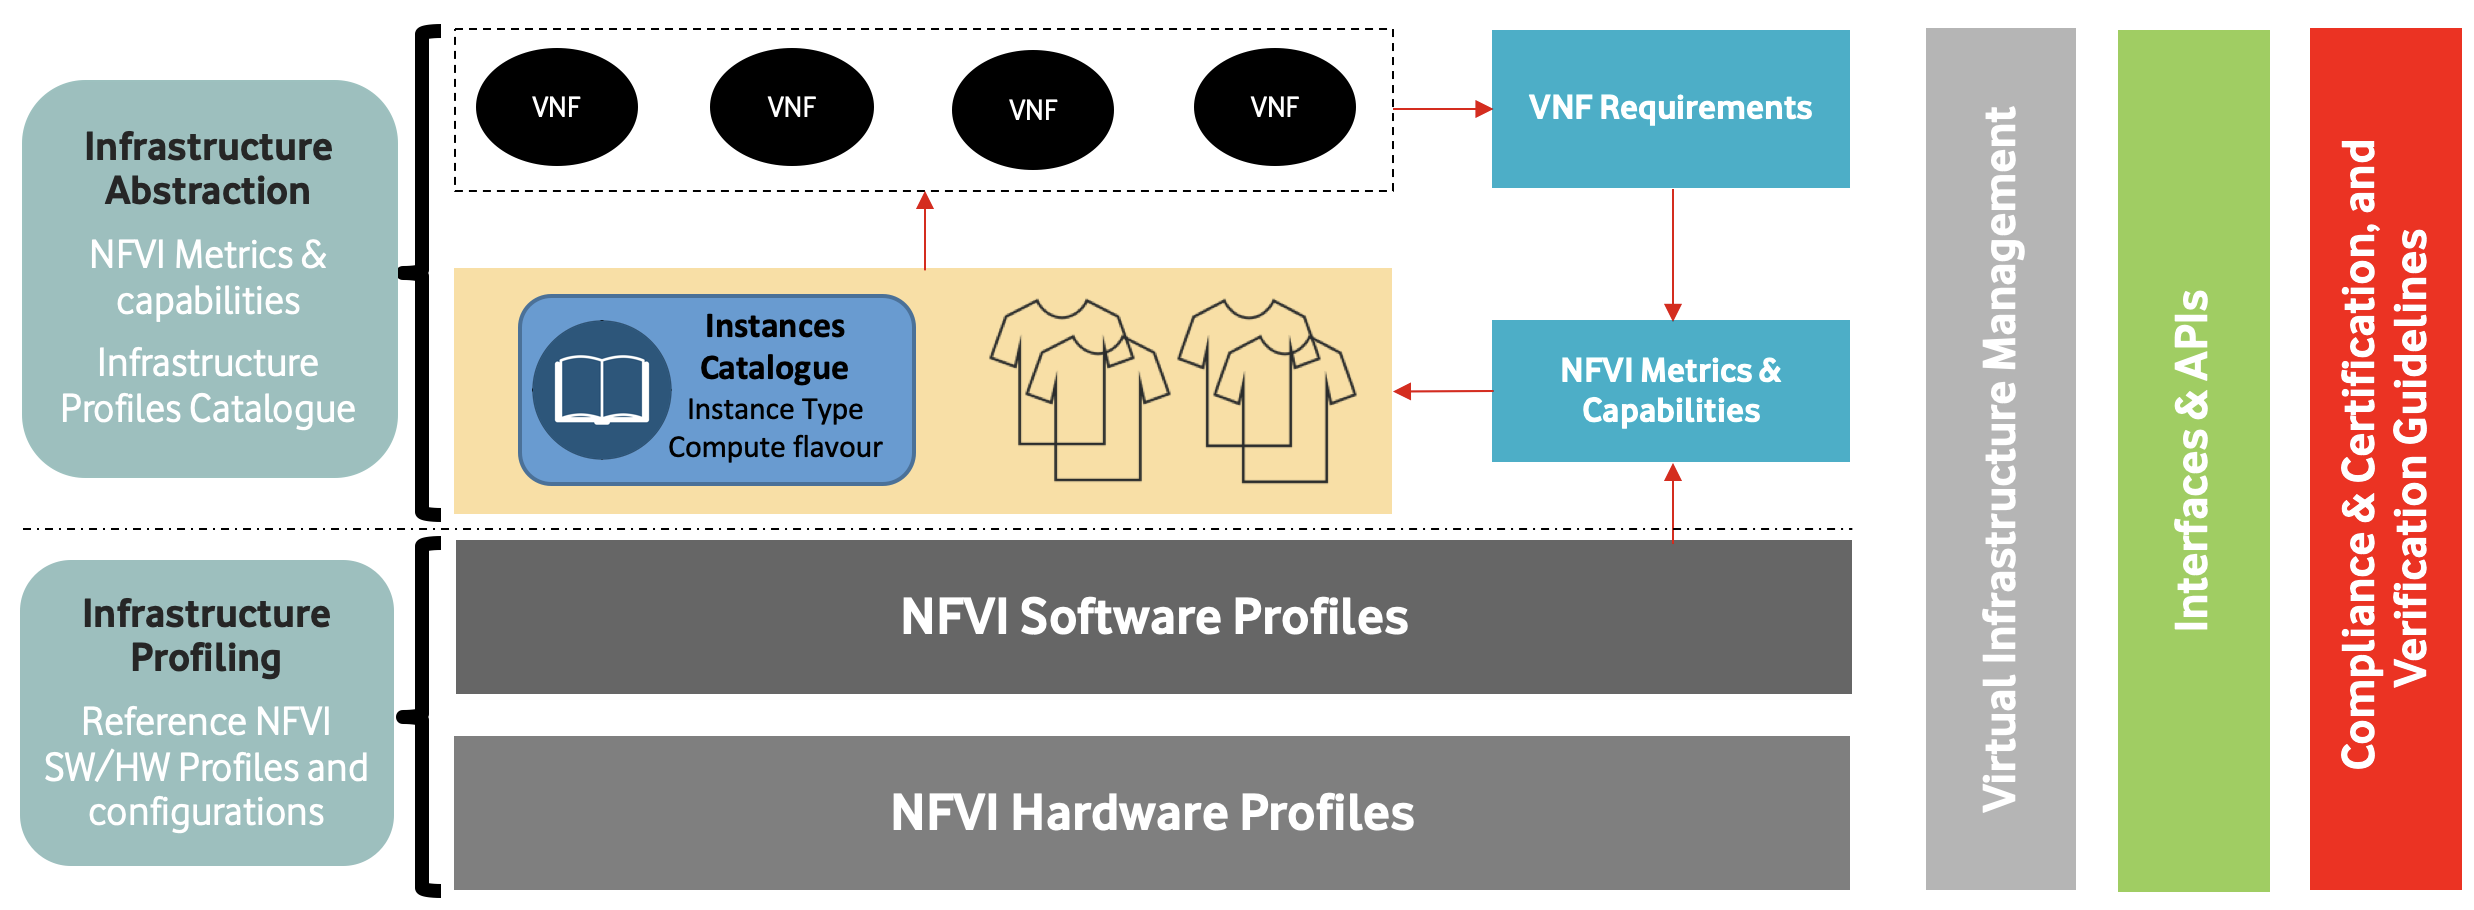 Infrastructure
Abstraction
NFVI Metrics &
capabilities
Infrastructure
Profiles Catalogue
VNF
VNF
VNF
VNF
VNF Requirements
Instances
Catalogue
Instance Type
Compute flavour
NFVI Metrics &
Capabilities
Infrastructure
Profiling
Reference NFVI
SW/HW Profiles and
configurations
NFVI Software Profiles
NFVI Hardware Profiles
Virtual Infrastructure Management
Interfaces & APIs
Compliance & Certification, and
Verification Guidelines